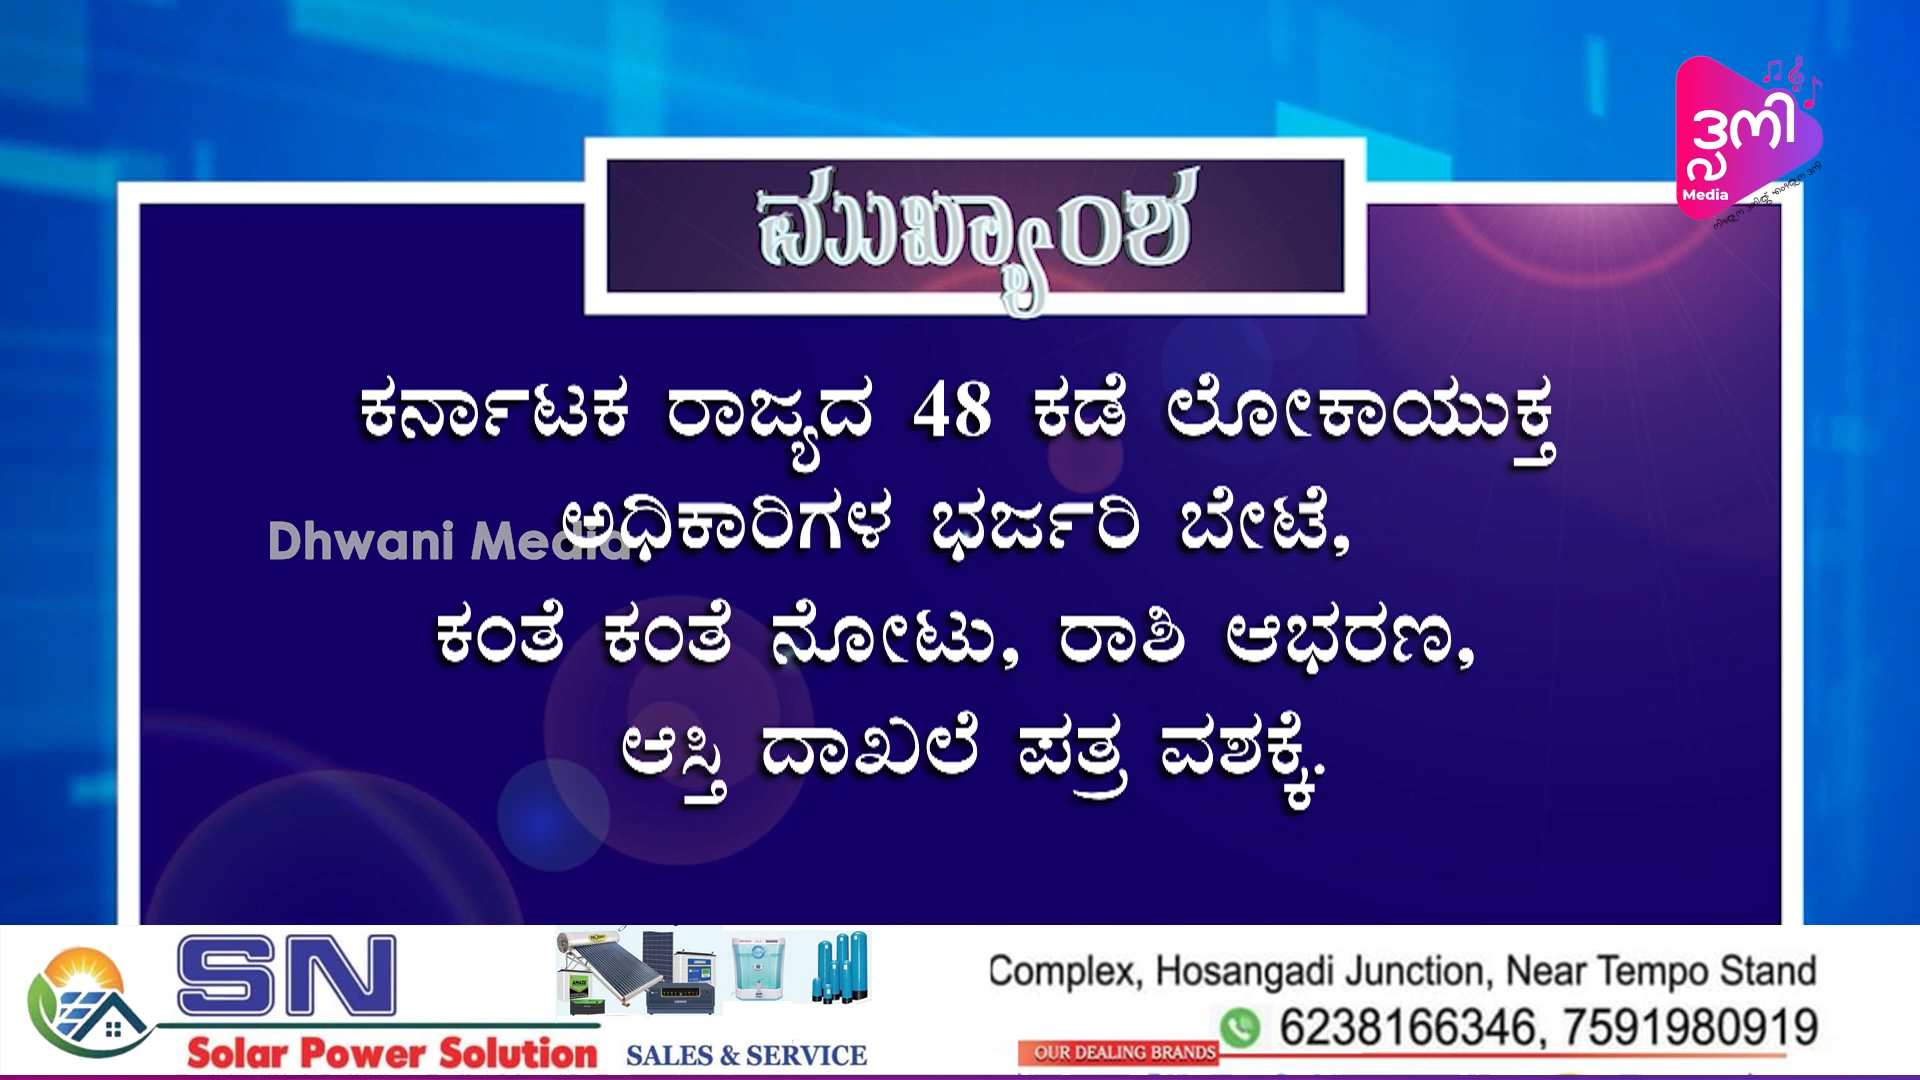 ധ്വനി
Media
ಮುಖ್ಯಾಂಶ
ಕರ್ನಾಟಕ ರಾಜ್ಯದ 48 ಕಡೆ ಲೋಕಾಯುಕ್ತ
ಅಧಿಕಾರಿಗಳ ಭರ್ಜರಿ ಬೇಟೆ,
Dhwani Media
ಕಂತೆ ಕಂತೆ ನೋಟು, ರಾಶಿ ಆಭರಣ,
ಆಸ್ತಿ ದಾಖಲೆ ಪತ್ರ ವಶಕ್ಕೆ.
SN
Solar Power Solution
SALES & SERVICE
Complex, Hosangadi Junction, Near Tempo Stand
6238166346, 7591980919
OUR DEALING BRANDS